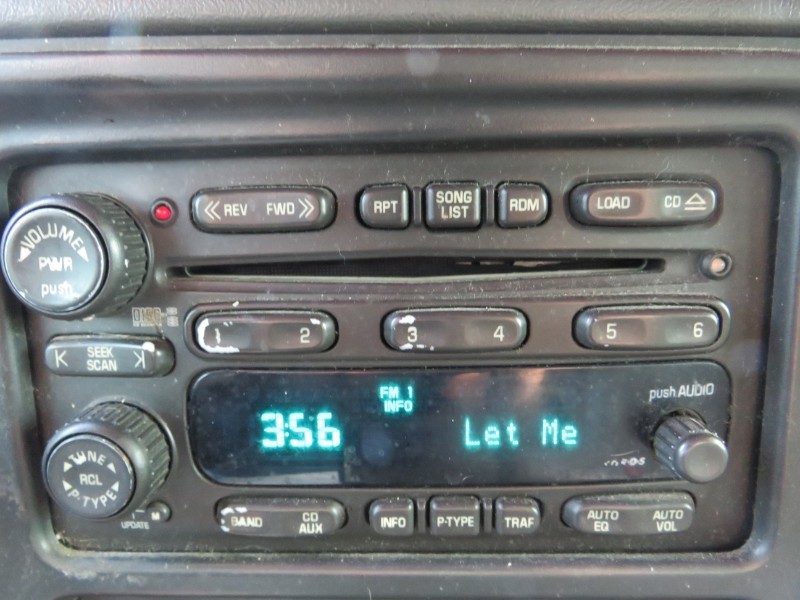 REV FWD
RPT
SONG
LIST
RDM
LOAD CD
VOLUME
PWR
push
DISC
1 2
3 4
5 6
SEEK
SCAN
push AUDIO
FM 1
INFO
3:56
Let Me
TUNE
RCL
P-TYPE
UPDATE
BAND
CD
AUX
INFO
P-TYPE
TRAF
AUTO
EQ
AUTO
VOL